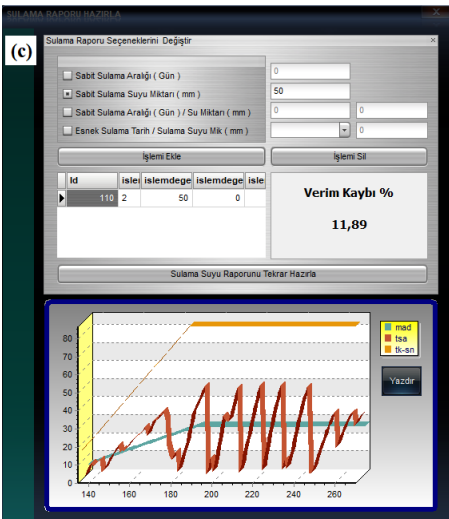 SULAMA RAPORU HAZIRLA
(c)
Sulama Raporu Seçeneklerini Değiştir
Sabit Sulama Aralığı ( Gün )
0
Sabit Sulama Suyu Miktarı ( mm )
50
Sabit Sulama Aralığı ( Gün ) / Su Miktarı ( mm )
0
0
Esnek Sulama Tarih / Sulama Suyu Mik ( mm )
0
İşlemi Ekle
İşlemi Sil
Id islei islemdege islemdege isle
110 2 50 0
Verim Kaybı %
11,89
Sulama Suyu Raporunu Tekrar Hazırla
80
70
60
50
40
30
20
10
0
140 160 180 200 220 240 260
mad
tsa
tk-sn
Yazdir